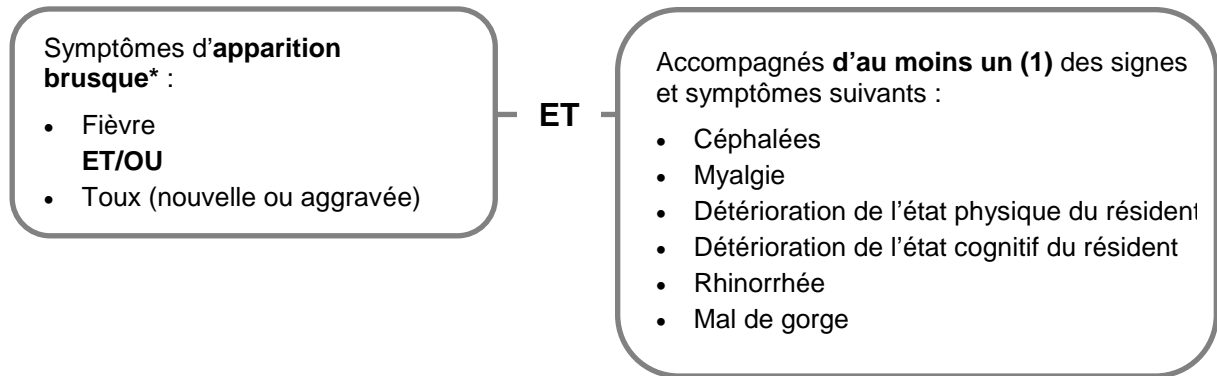 Symptômes d’apparition
brusque* :
• Fièvre
ET/OU
• Toux (nouvelle ou aggravée)
ET
Accompagnés d’au moins un (1) des signes
et symptômes suivants :
• Céphalées
• Myalgie
• Détérioration de l’état physique du résident
• Détérioration de l’état cognitif du résident
• Rhinorrhée
• Mal de gorge